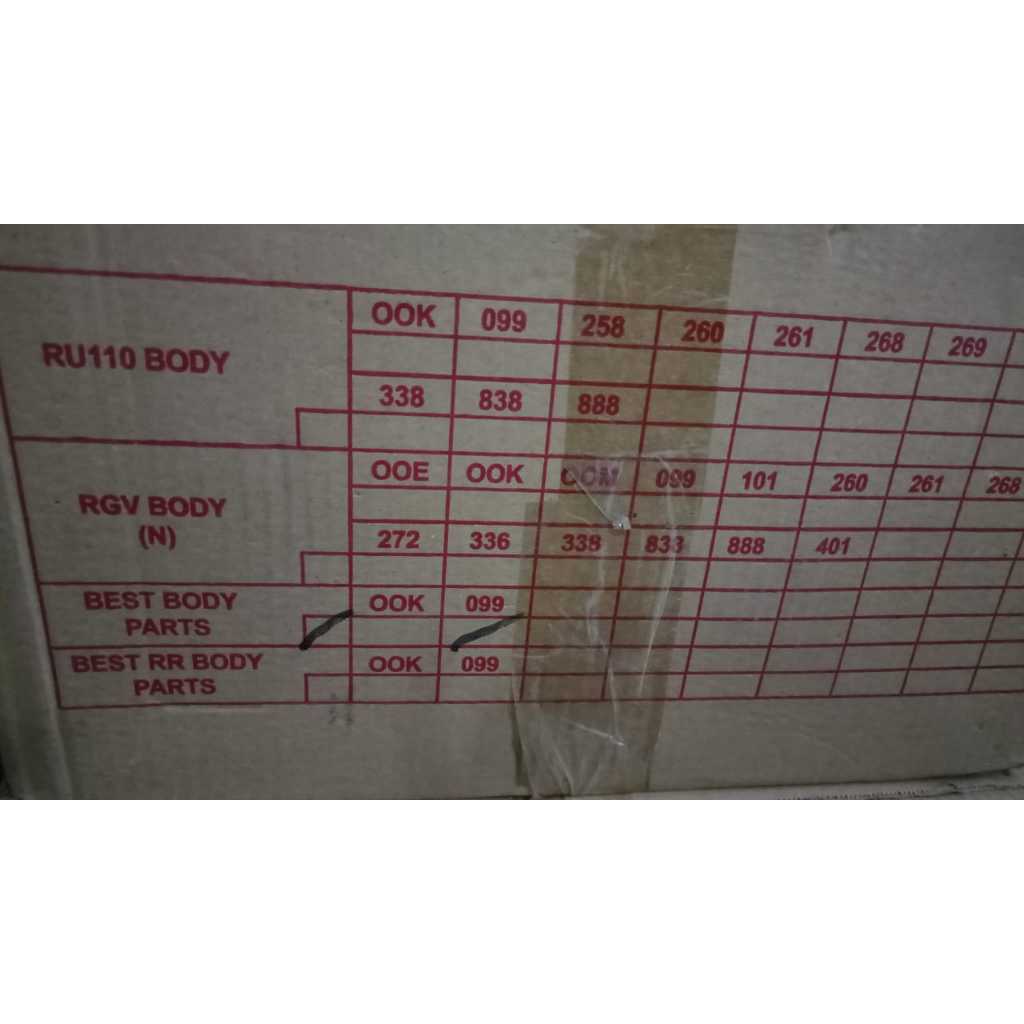 OOK 099 258 260 261 268 269
RU110 BODY
338 838 888
OOE OOK OOM 099 101 260 261 268
RGV BODY
(N)
272 336 338 833 888 401
BEST BODY OOK 099
PARTS
BEST RR BODY OOK 099
PARTS